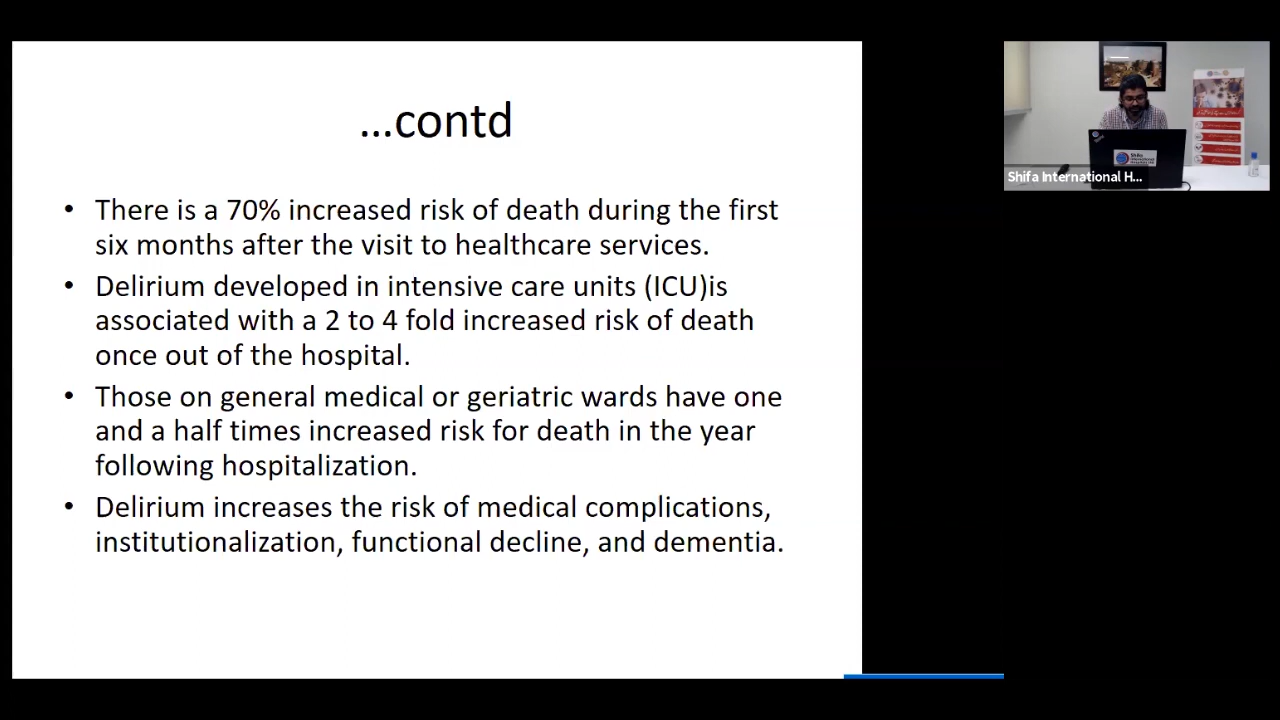 ...contd
• There is a 70% increased risk of death during the first
six months after the visit to healthcare services.
• Delirium developed in intensive care units (ICU)is
associated with a 2 to 4 fold increased risk of death
once out of the hospital.
• Those on general medical or geriatric wards have one
and a half times increased risk for death in the year
following hospitalization.
• Delirium increases the risk of medical complications,
institutionalization, functional decline, and dementia.
Shifa
International
Shifa International H...